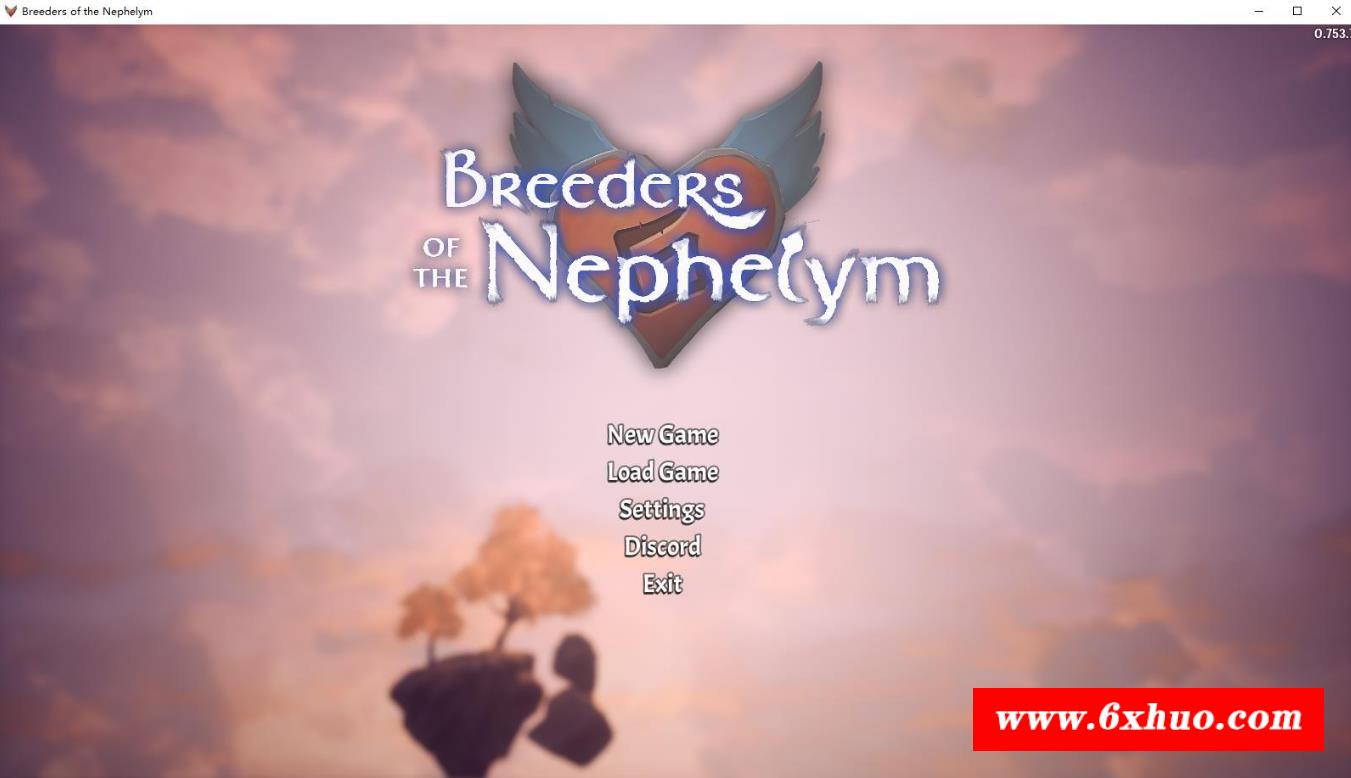 Breeders of the Nephelym
0.753.
Breeders
OF
THE
Nephelym
New Game
Load Game
Settings
Discord
Exit
www.6xhuo.com